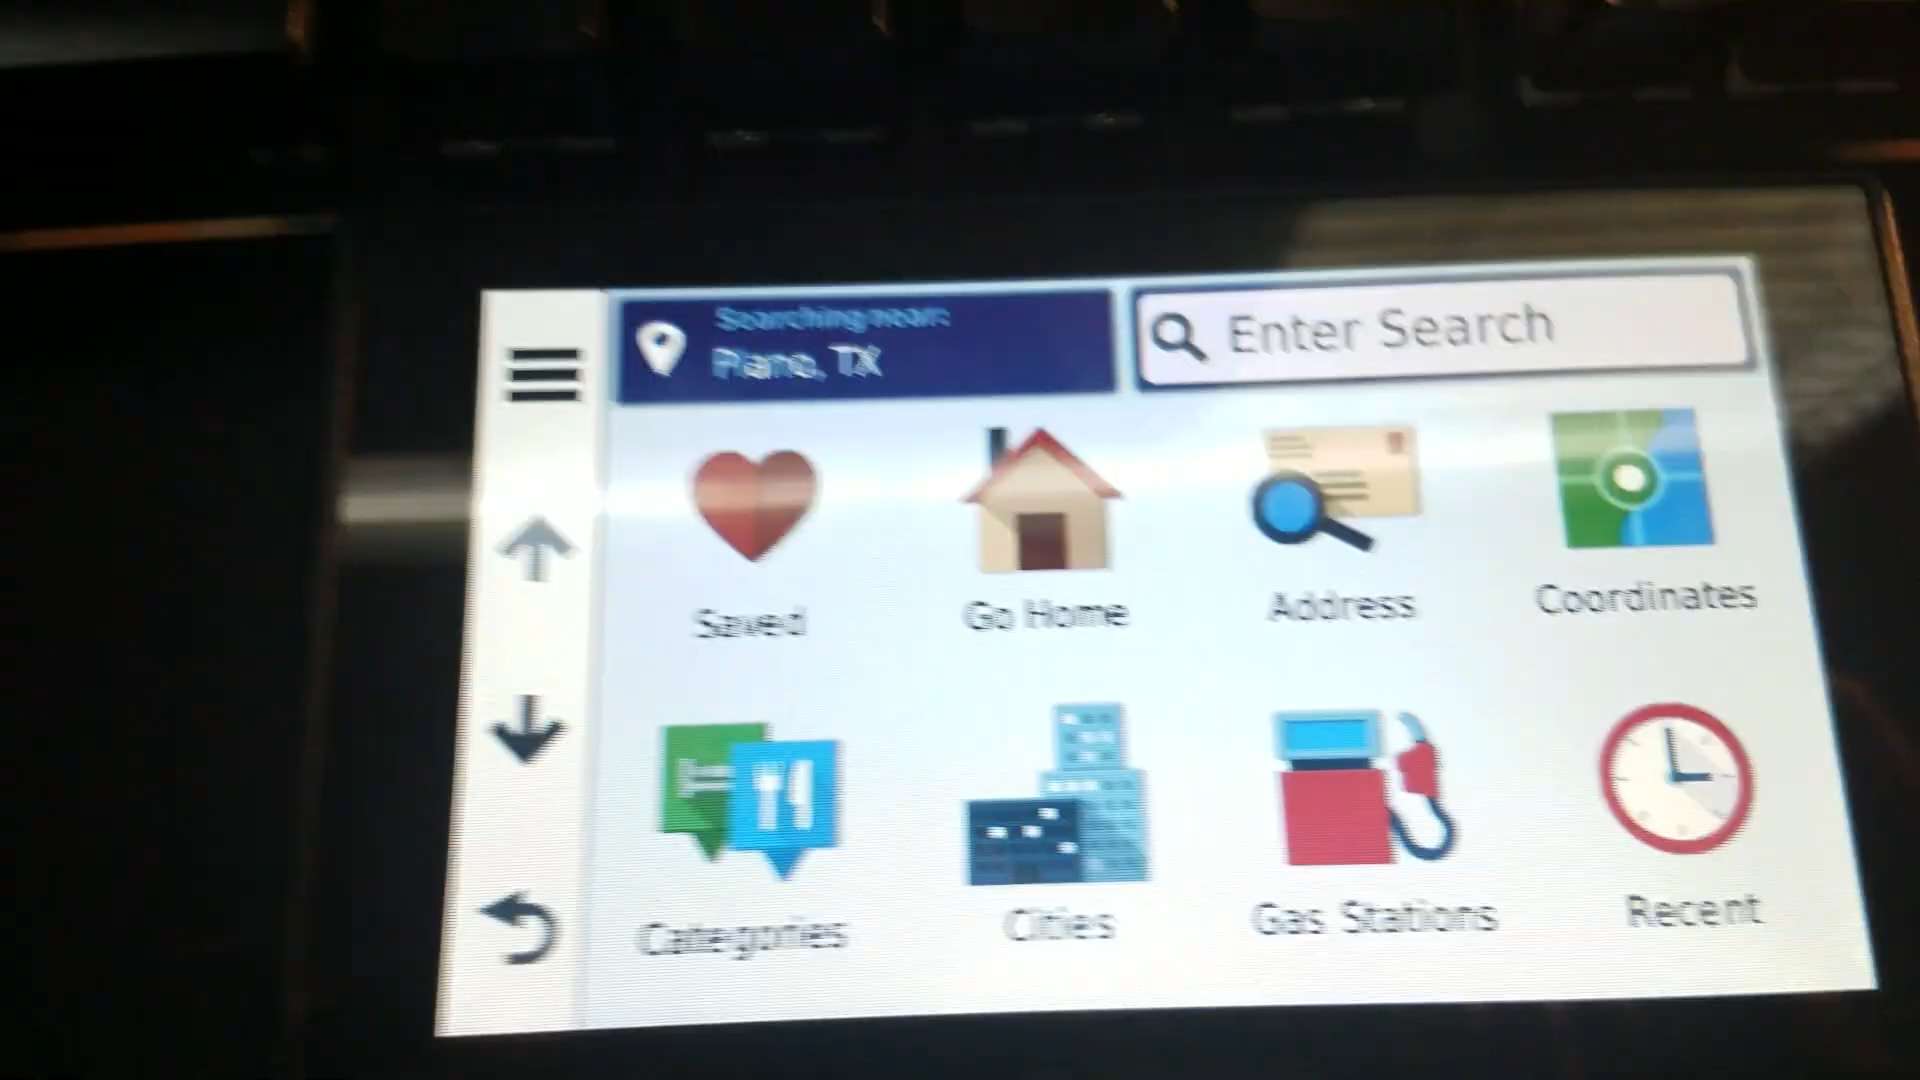 Searching near:
Plano, TX
Enter Search
Saved
Go Home
Address
Coordinates
Categories
Cities
Gas Stations
Recent